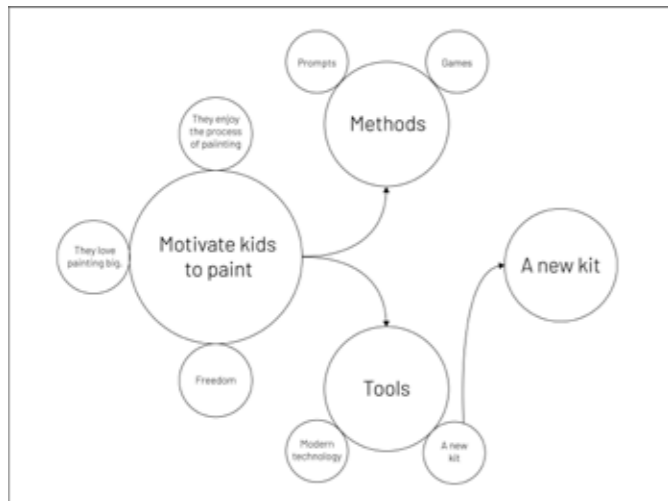 Prompts
Games
Methods
They enjoy
the process
of paiinting
They love
painting big.
Motivate kids
to paint
A new kit
Freedom
Tools
Modern
technology
A new
kit